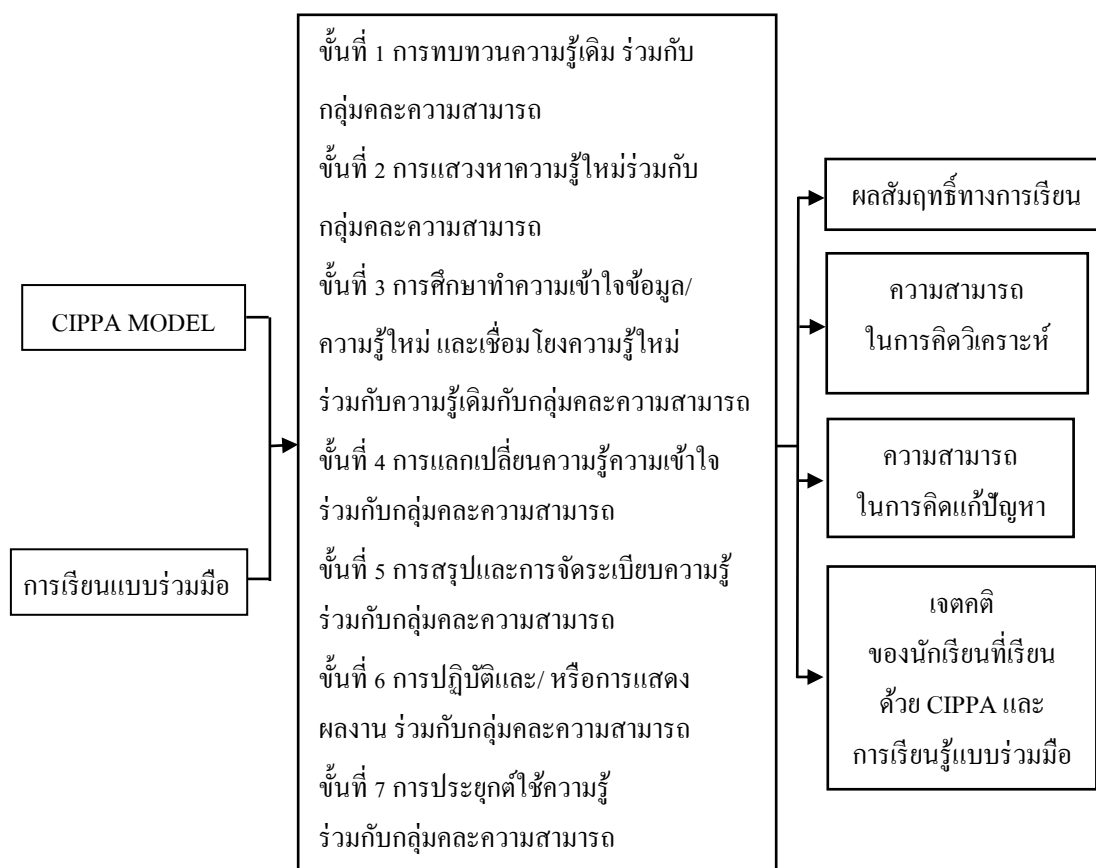 CIPPA MODEL
การเรียนแบบร่วมมือ
ขั้นที่ 1 การทบทวนความรู้เดิม ร่วมกับ
กลุ่มคละความสามารถ
ขั้นที่ 2 การแสวงหาความรู้ใหม่ร่วมกับ
กลุ่มคละความสามารถ
ขั้นที่ 3 การศึกษาทำความเข้าใจข้อมูล/
ความรู้ใหม่ และเชื่อมโยงความรู้ใหม่
ร่วมกับความรู้เดิมกับกลุ่มคละความสามารถ
ขั้นที่ 4 การแลกเปลี่ยนความรู้ความเข้าใจ
ร่วมกับกลุ่มคละความสามารถ
ขั้นที่ 5 การสรุปและการจัดระเบียบความรู้
ร่วมกับกลุ่มคละความสามารถ
ขั้นที่ 6 การปฏิบัติและ/ หรือการแสดง
ผลงาน ร่วมกับกลุ่มคละความสามารถ
ขั้นที่ 7 การประยุกต์ใช้ความรู้
ร่วมกับกลุ่มคละความสามารถ
ผลสัมฤทธิ์ทางการเรียน
ความสามารถ
ในการคิดวิเคราะห์
ความสามารถ
ในการคิดแก้ปัญหา
เจตคติ
ของนักเรียนที่เรียน
ด้วย CIPPA และ
การเรียนรู้แบบร่วมมือ